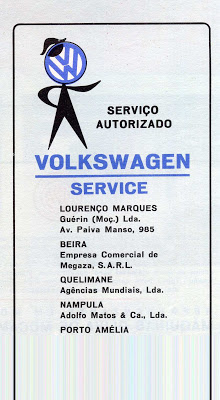 SERVIÇO
AUTORIZADO
VOLKSWAGEN
SERVICE
LOURENÇO MARQUES
Guérin (Moç.) Lda.
Av. Paiva Manso, 985
BEIRA
Empresa Comercial de
Megaza, S.A.R.L.
QUELIMANE
Agências Mundiais, Lda.
NAMPULA
Adolfo Matos & Ca., Lda.
PORTO AMÉLIA